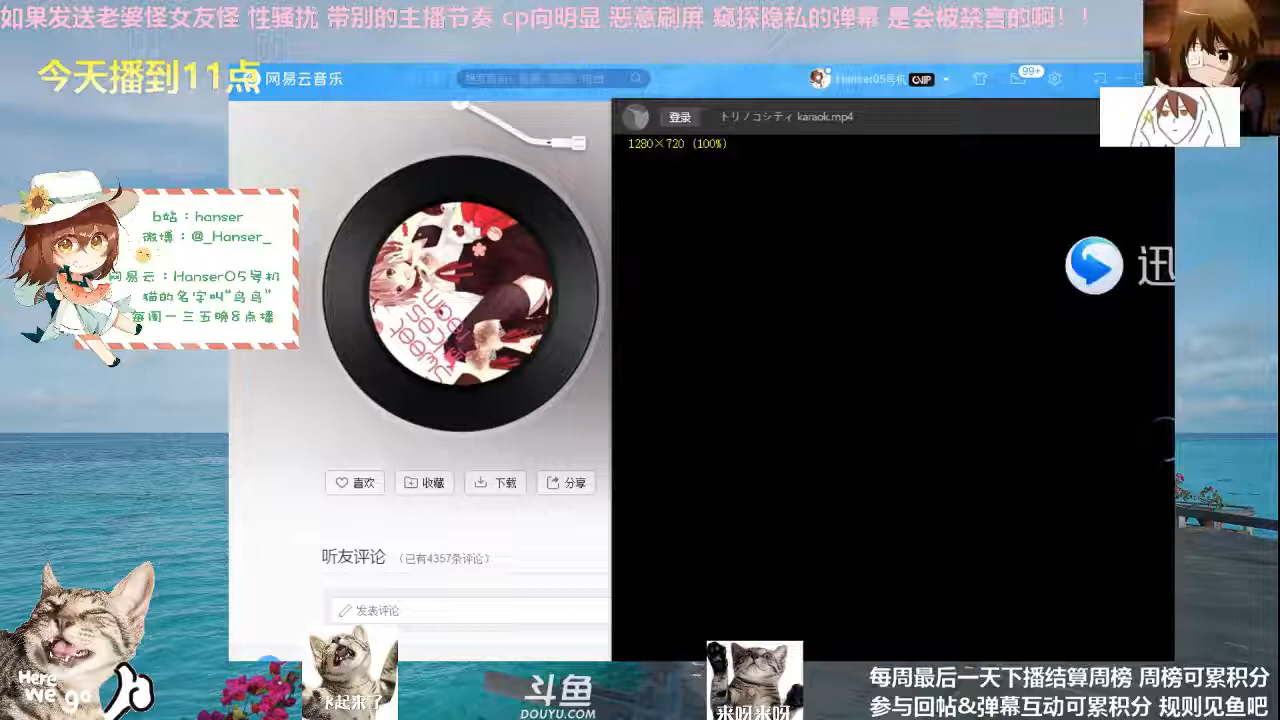 如果发送老婆怪女友怪 性骚扰 带别的主播节奏 cp向明显 恶意刷屏 窥探隐私的弹幕 是会被禁言的啊！！
今天播到11点
网易云音乐
Hanser05号机
99+
登录
トリノコシティ karaok.mp4
1280×720 (100%)
b站：hanser
微博：@_Hanser_
网易云：Hanser05号机
猫的名字叫“鸟鸟”
每周一三五晚8点播
sweet
迅
喜欢
收藏
下载
分享
听友评论
（已有4357条评论）
发表评论
Here
we go
飞起来了
斗鱼
DOUYU.COM
来呀来呀
每周最后一天下播结算周榜 周榜可累积分
参与回帖&弹幕互动可累积分 规则见鱼吧